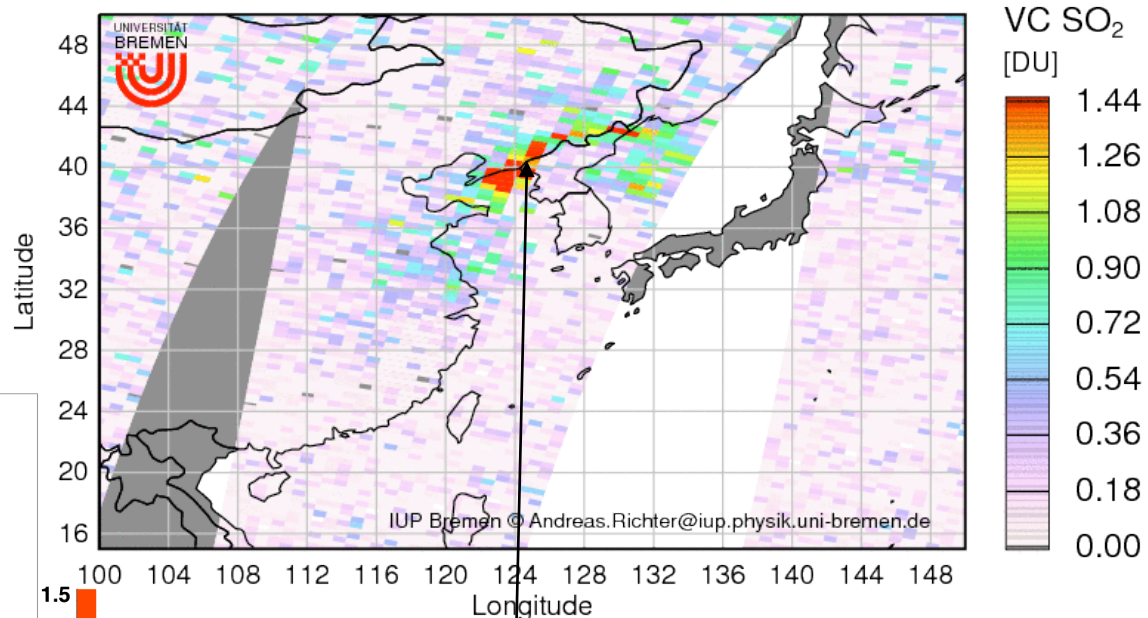 UNIVERSITÄT
BREMEN
VC SO2
[DU]
1.44
1.26
1.08
0.90
0.72
0.54
0.36
0.18
0.00
48
44
40
36
32
28
24
20
16
Latitude
IUP Bremen © Andreas.Richter@iup.physik.uni-bremen.de
100 104 108 112 116 120 124 128 132 136 140 144 148
Longitude
1.5